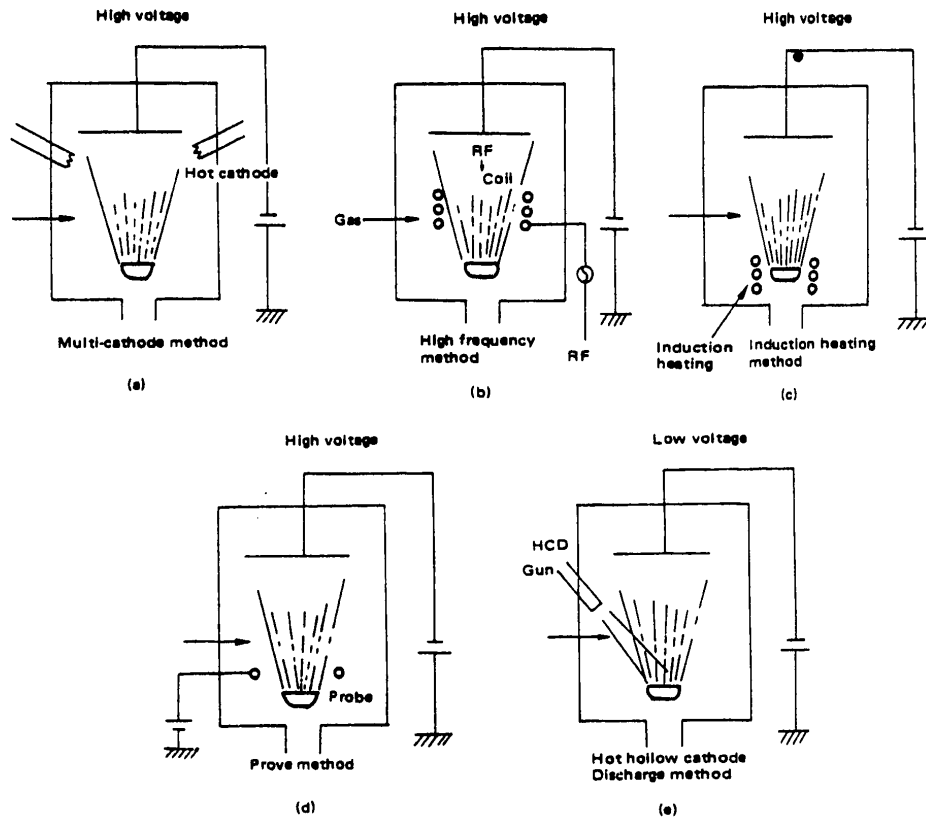 High voltage
High voltage
High voltage
Hot cathode
RF
Coil
Gas
RF
Multi-cathode method
High frequency
method
Induction
heating
Induction heating
method
(a)
(b)
(c)
High voltage
Low voltage
HCD
Gun
Probe
Prove method
Hot hollow cathode
Discharge method
(d)
(e)